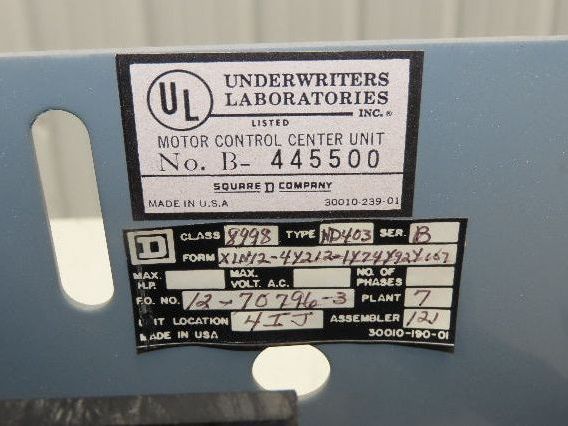 UL ® UNDERWRITERS
LABORATORIES
INC.®
LISTED
MOTOR CONTROL CENTER UNIT
No. B- 445500
SQUARE D COMPANY
MADE IN U.S.A 30010-239-01
D CLASS 8998 TYPE ND403 SER. B
FORM
MAX. H.P. MAX. VOLT. A.C. NO. OF PHASES
F.O. NO. 12-70796-3 PLANT 7
UNIT LOCATION 4IJ ASSEMBLER 121
MADE IN USA 30010-190-01